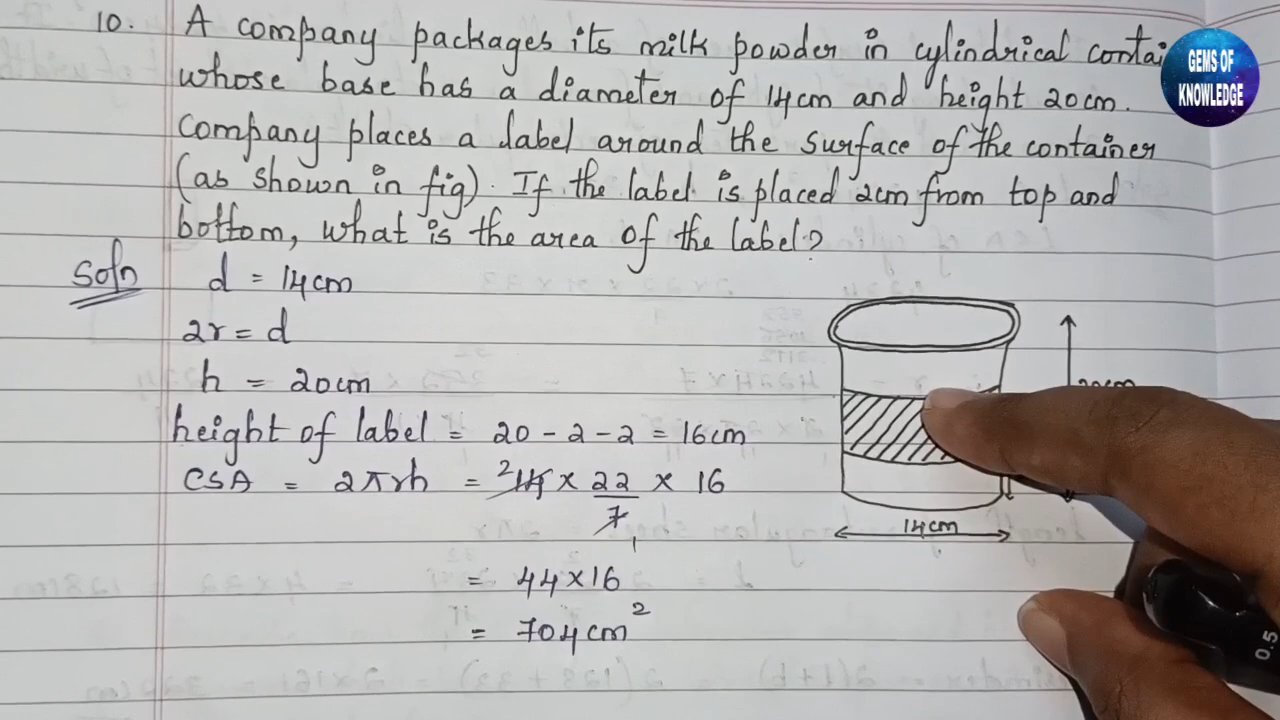 10. A company packages its milk powder in cylindrical contai
whose base has a diameter of 14cm and height 20cm.
company places a label around the surface of the container
(as shown in fig). If the label is placed 2cm from top and
bottom, what is the area of the label?
Soln d = 14cm
2r = d
h = 20cm
height of label = 20 - 2 - 2 = 16cm
CSA = 2πrh = 2 14 × 22/7 × 16
1
= 44×16
= 704cm²
14cm
GEMS OF
KNOWLEDGE
0.5